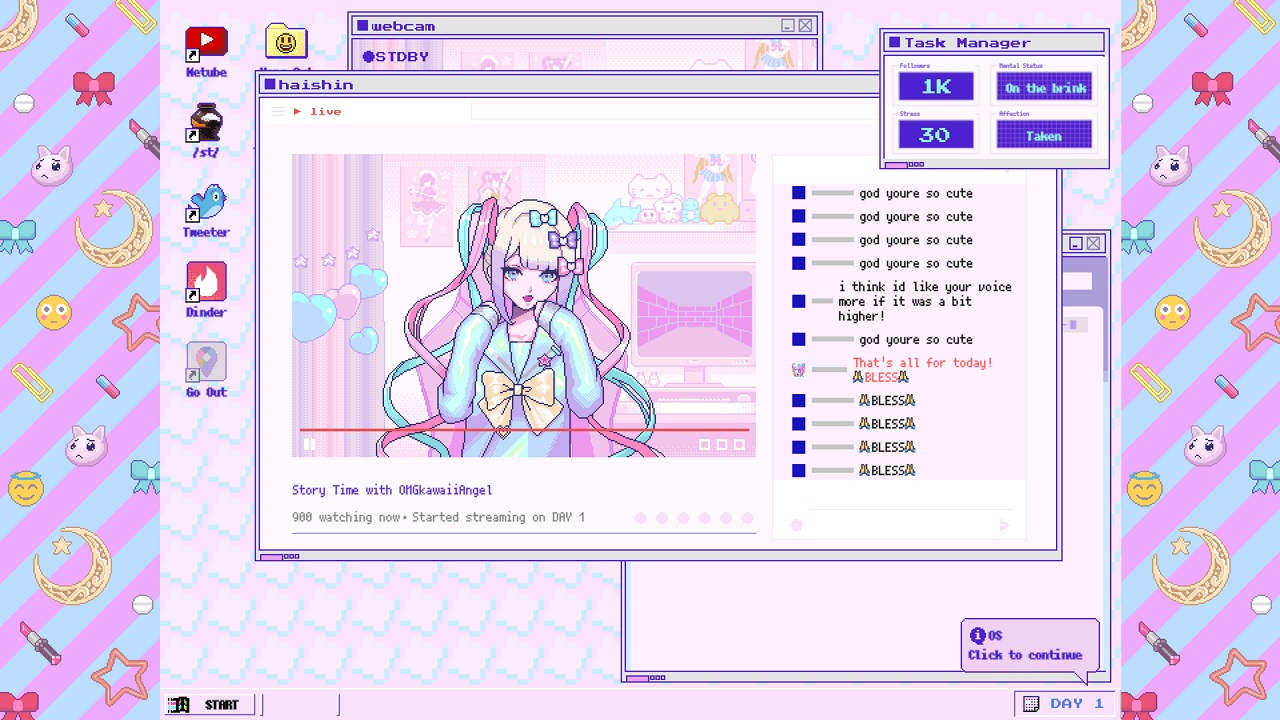 webcam
STDBY
Task Manager
Followers
1K
Mental Status
On the brink
Stress
30
Affection
Taken
Metube
/st/
Tweeter
Dinder
Go Out
haishin
live
god youre so cute
god youre so cute
god youre so cute
god youre so cute
i think id like your voice
more if it was a bit
higher!
god youre so cute
That's all for today!
🙏BLESS🙏
🙏BLESS🙏
🙏BLESS🙏
🙏BLESS🙏
🙏BLESS🙏
Story Time with OMGkawaiiAngel
900 watching now• Started streaming on DAY 1
OS
Click to continue
START
DAY 1